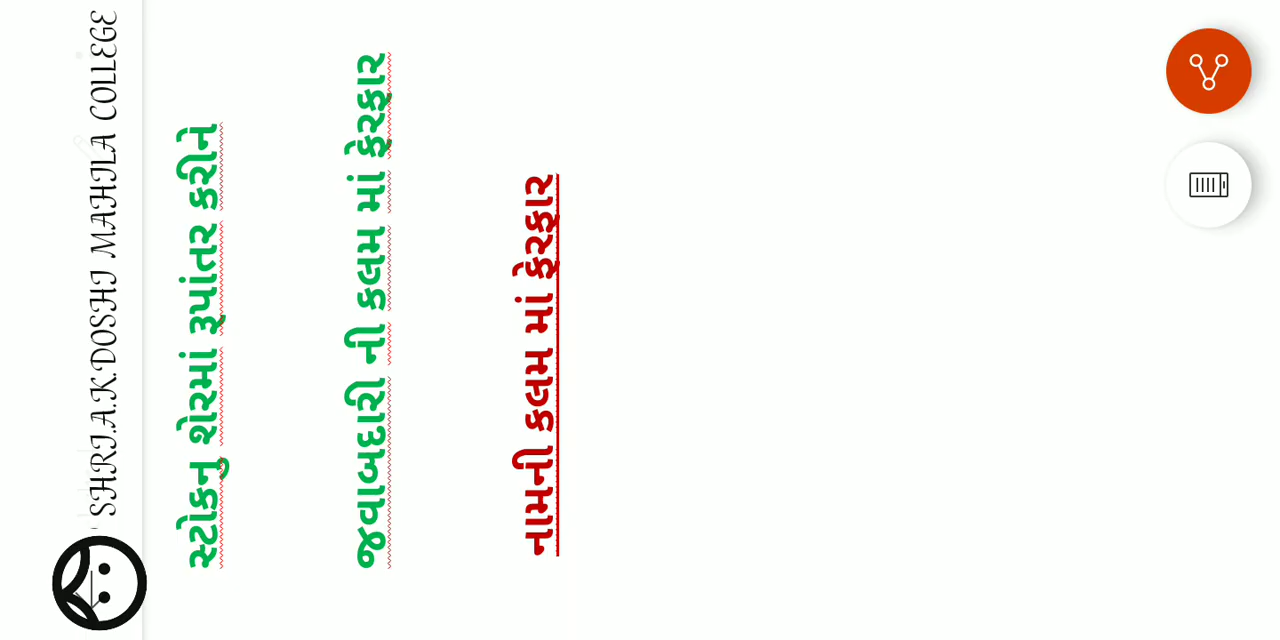 SHRI.A.K.DOSHI MAHILA COLLEGE
સ્ટોકનુ શેરમાં રૂપાંતર કરીને
જવાબદારી ની કલમ માં ફેરફાર
નામની કલમ માં ફેરફાર